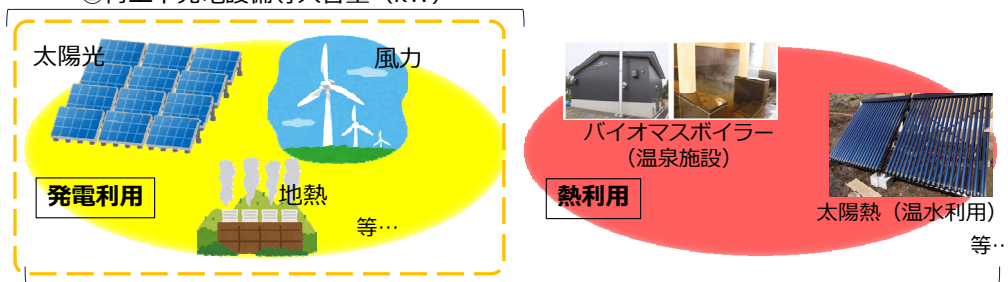 太陽光
風力
発電利用
地熱
等…
バイオマスボイラー
（温泉施設）
熱利用
太陽熱（温水利用）
等…